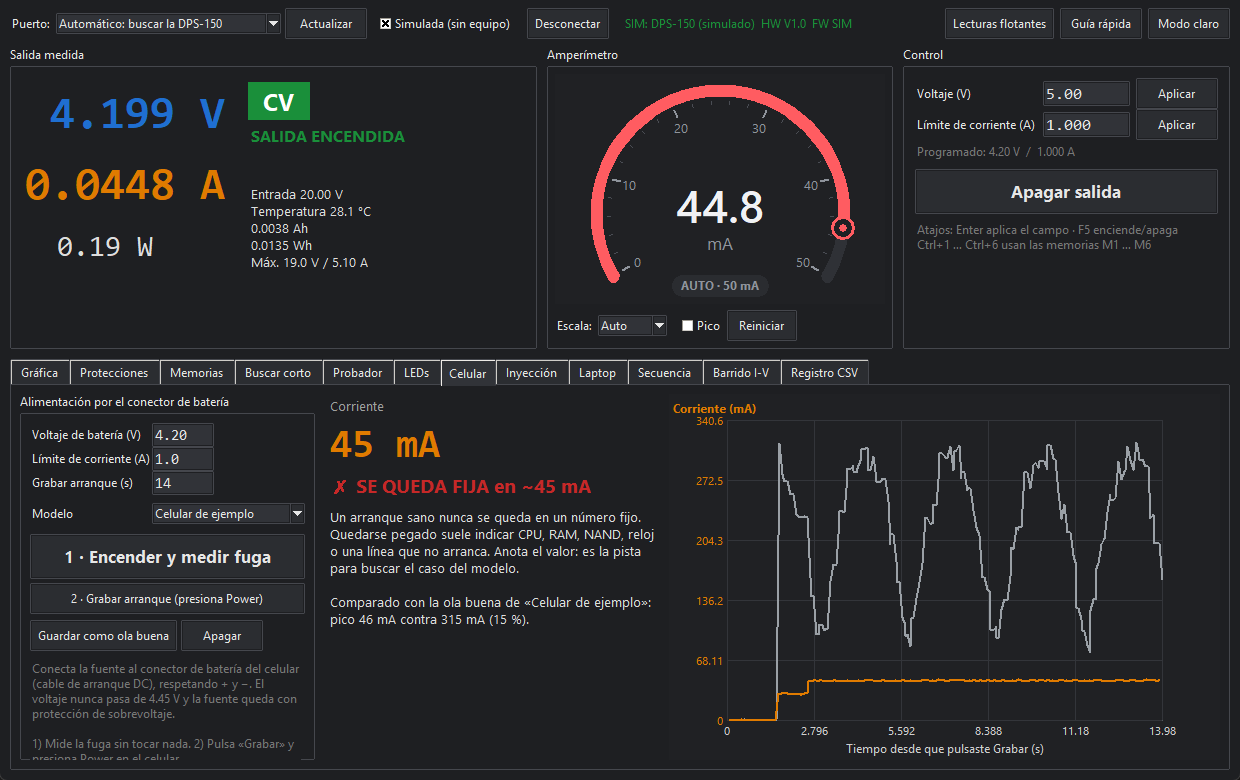 Puerto: Automático: buscar la DPS-150 Actualizar Simulada (sin equipo) Desconectar SIM: DPS-150 (simulado) HW V1.0 FW SIM Lecturas flotantes Guía rápida Modo claro
Salida medida
4.199 V
CV
SALIDA ENCENDIDA
0.0448 A
0.19 W
Entrada 20.00 V
Temperatura 28.1 °C
0.0038 Ah
0.0135 Wh
Máx. 19.0 V / 5.10 A
Amperímetro
20 30
10 40
0 50
44.8
mA
AUTO · 50 mA
Escala: Auto Pico Reiniciar
Control
Voltaje (V) 5.00 Aplicar
Límite de corriente (A) 1.000 Aplicar
Programado: 4.20 V / 1.000 A
Apagar salida
Atajos: Enter aplica el campo · F5 enciende/apaga
Ctrl+1 ... Ctrl+6 usan las memorias M1 ... M6
Gráfica Protecciones Memorias Buscar corto Probador LEDs Celular Inyección Laptop Secuencia Barrido I-V Registro CSV
Alimentación por el conector de batería
Voltaje de batería (V) 4.20
Límite de corriente (A) 1.0
Grabar arranque (s) 14
Modelo Celular de ejemplo
1 · Encender y medir fuga
2 · Grabar arranque (presiona Power)
Guardar como ola buena Apagar
Conecta la fuente al conector de batería del celular
(cable de arranque DC), respetando + y −. El
voltaje nunca pasa de 4.45 V y la fuente queda con
protección de sobrevoltaje.
1) Mide la fuga sin tocar nada. 2) Pulsa «Grabar» y
presiona Power en el celular.
Corriente
45 mA
✗ SE QUEDA FIJA en ~45 mA
Un arranque sano nunca se queda en un número fijo.
Quedarse pegado suele indicar CPU, RAM, NAND, reloj
o una línea que no arranca. Anota el valor: es la pista
para buscar el caso del modelo.
Comparado con la ola buena de «Celular de ejemplo»:
pico 46 mA contra 315 mA (15 %).
Corriente (mA)
340.6
272.5
204.3
136.2
68.11
0
0 2.796 5.592 8.388 11.18 13.98
Tiempo desde que pulsaste Grabar (s)